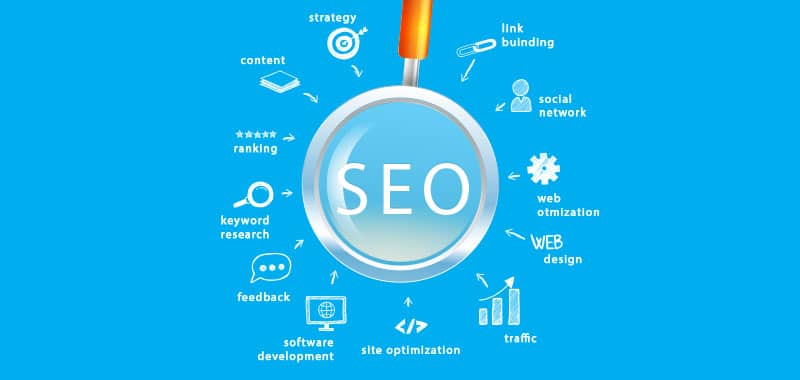 strategy
link
buinding
content
social
network
ranking
SEO
web
otmization
keyword
research
WEB
design
feedback
traffic
software
development
site optimization